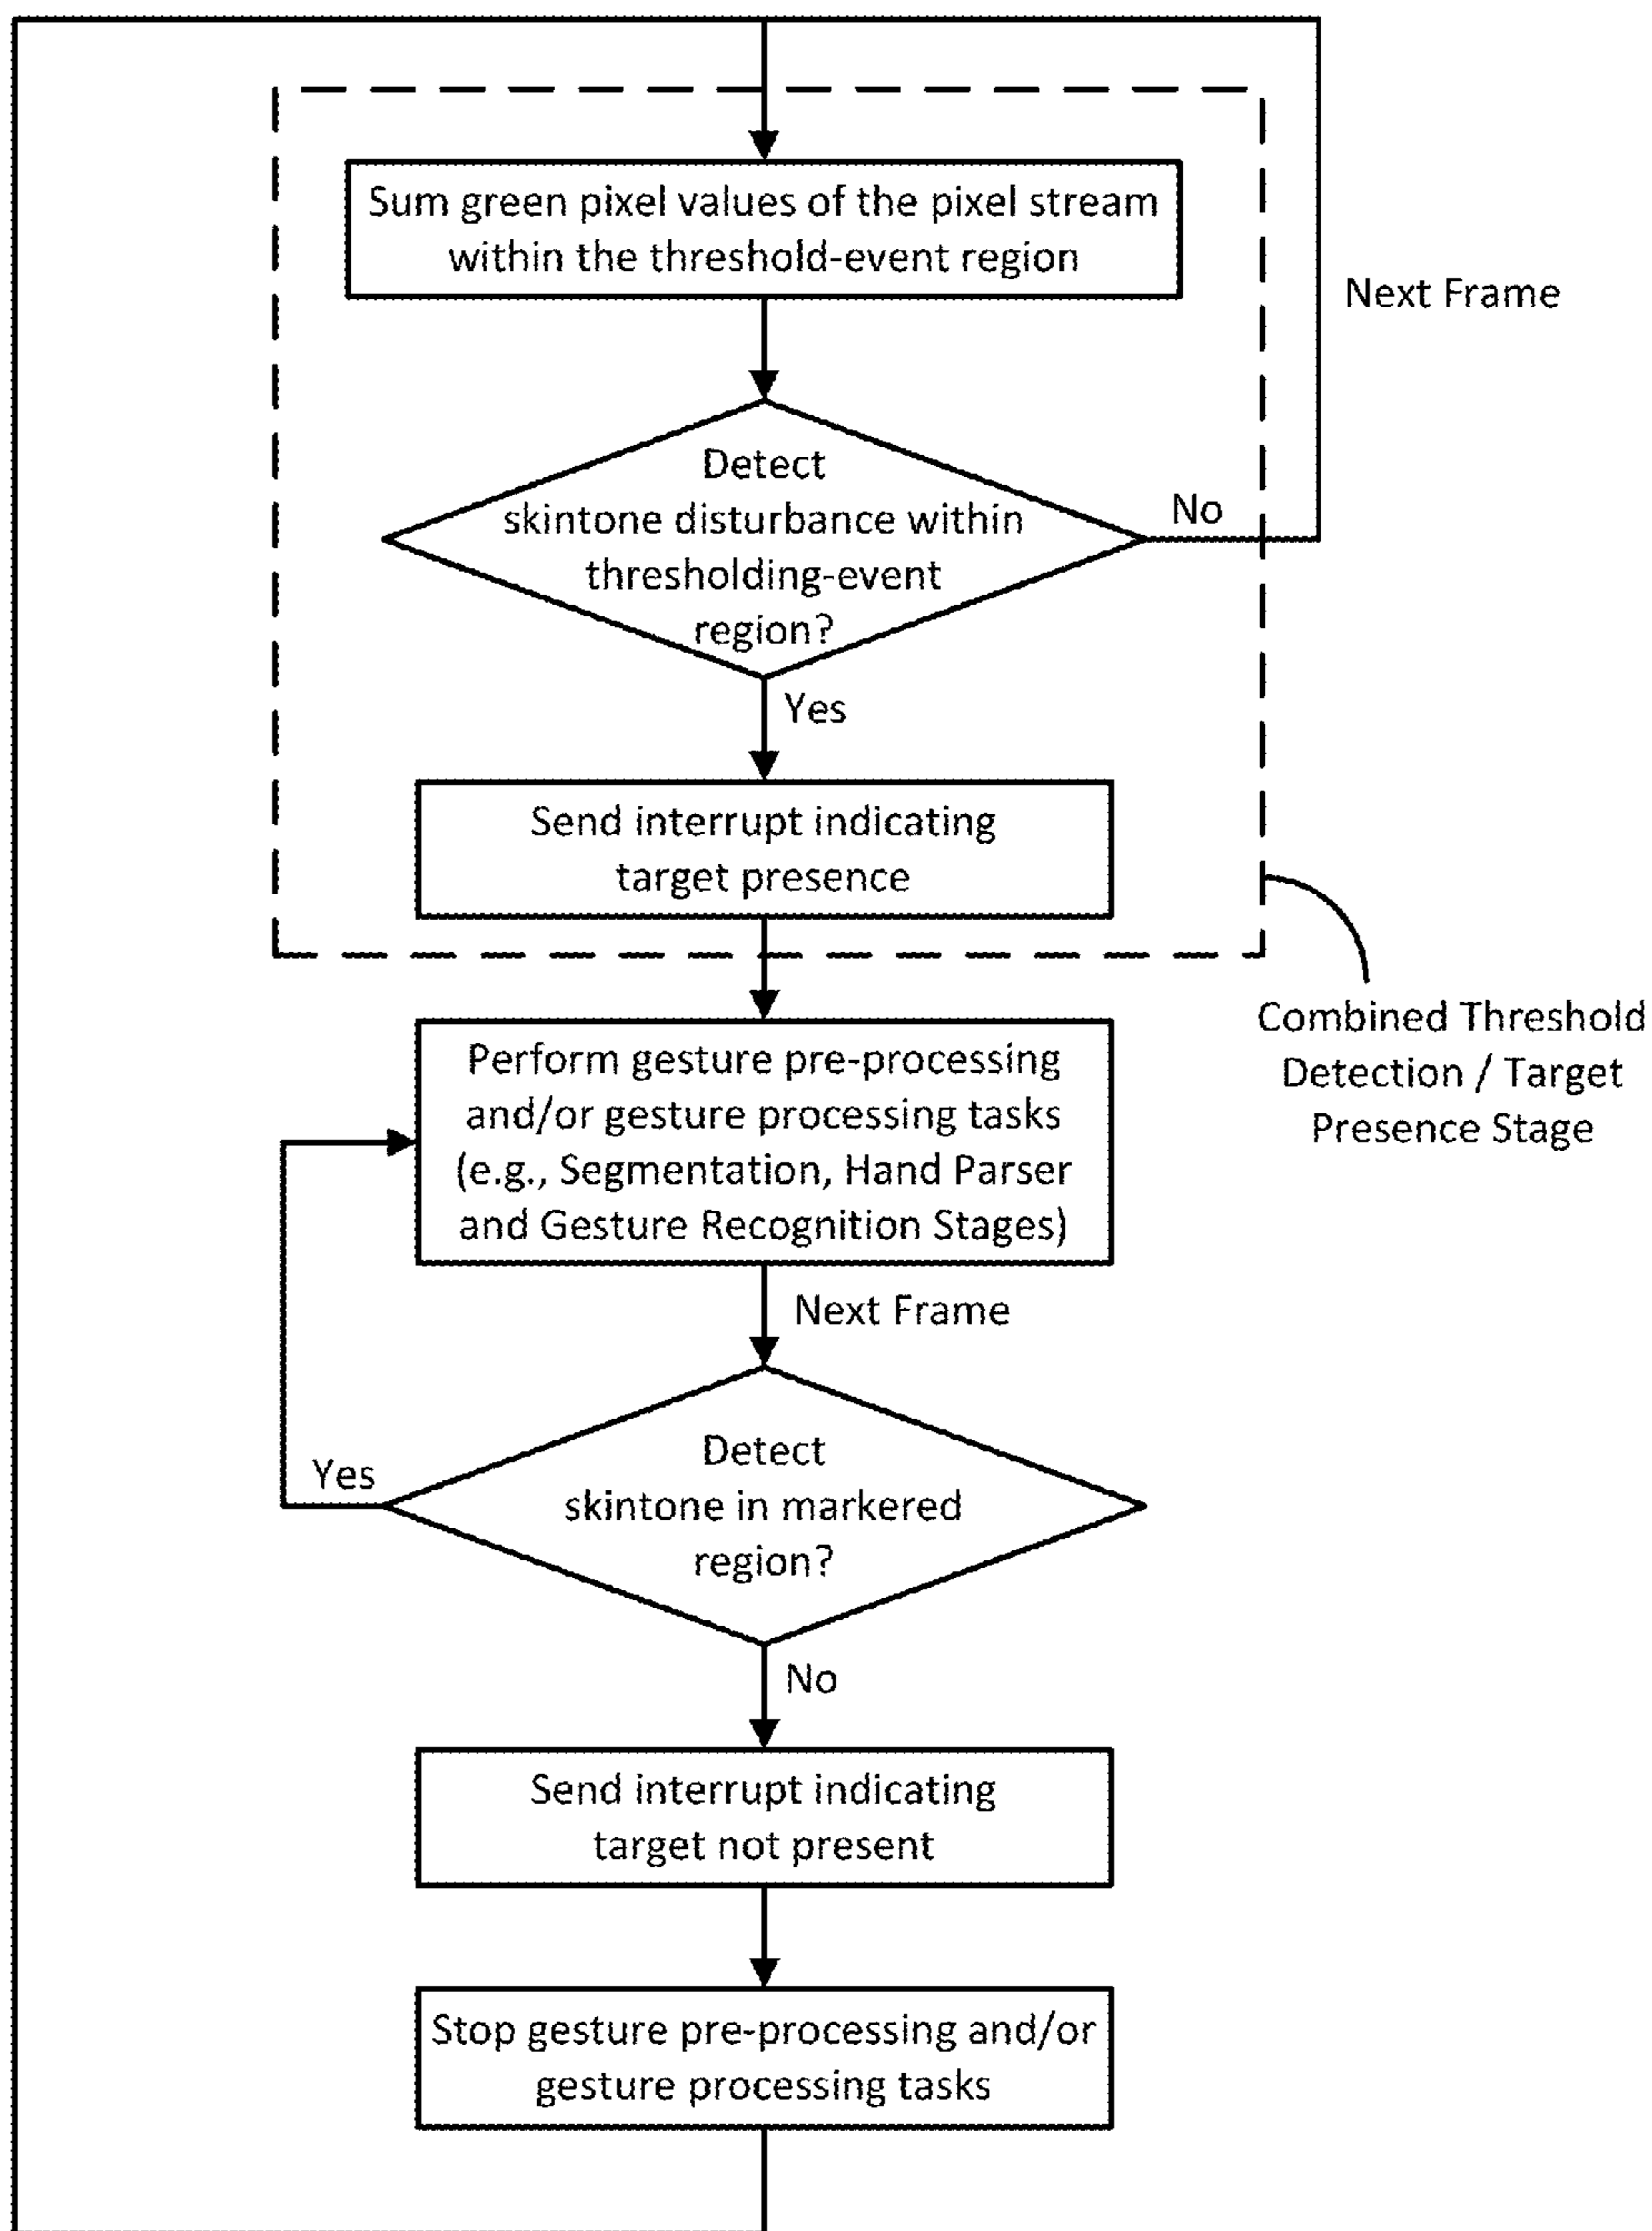 Sum green pixel values of the pixel stream
within the threshold-event region
Next Frame
Detect
skintone disturbance within
thresholding-event
region?
No
Yes
Send interrupt indicating
target presence
Combined Threshold
Detection / Target
Presence Stage
Perform gesture pre-processing
and/or gesture processing tasks
(e.g., Segmentation, Hand Parser
and Gesture Recognition Stages)
Next Frame
Detect
skintone in markered
region?
Yes
No
Send interrupt indicating
target not present
Stop gesture pre-processing and/or
gesture processing tasks